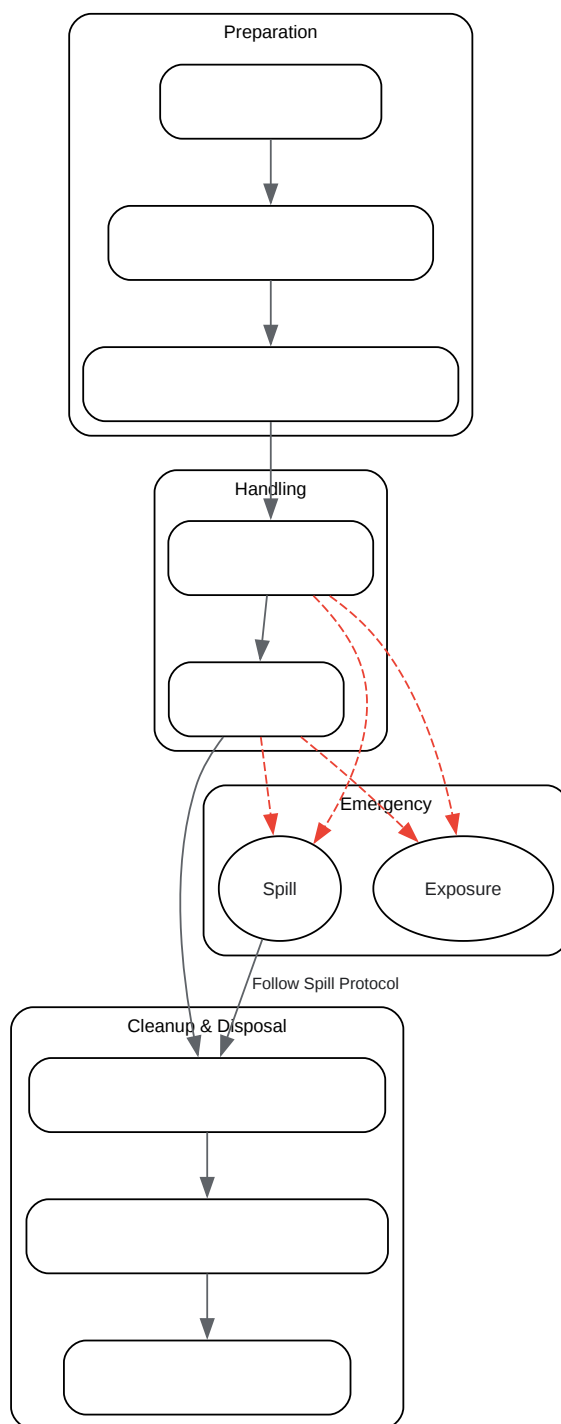 Preparation
Handling
Emergency
Spill
Exposure
Follow Spill Protocol
Cleanup & Disposal